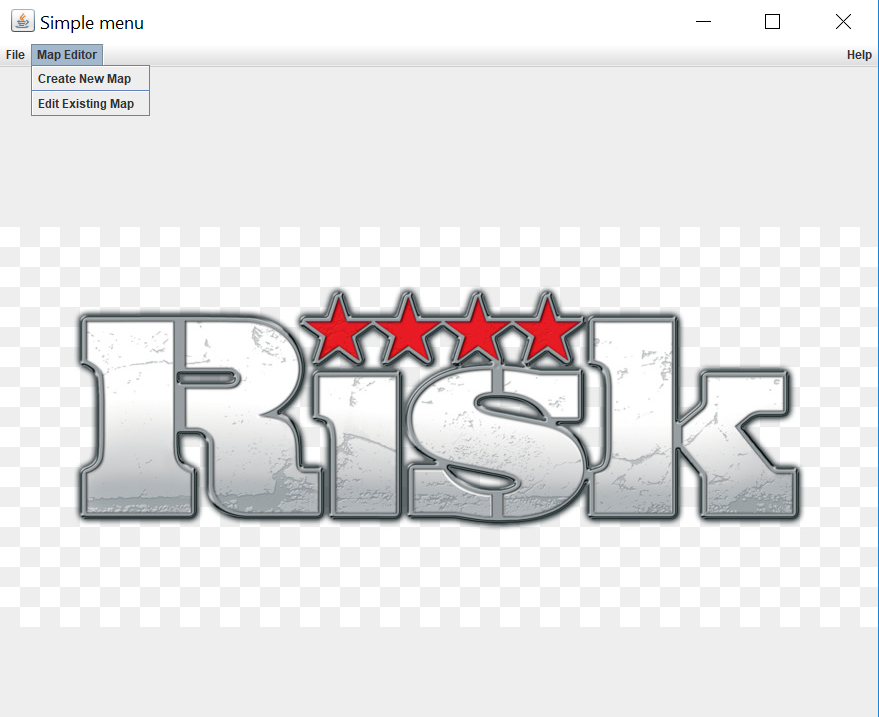 Simple menu
File Map Editor Help
Create New Map
Edit Existing Map
Risk